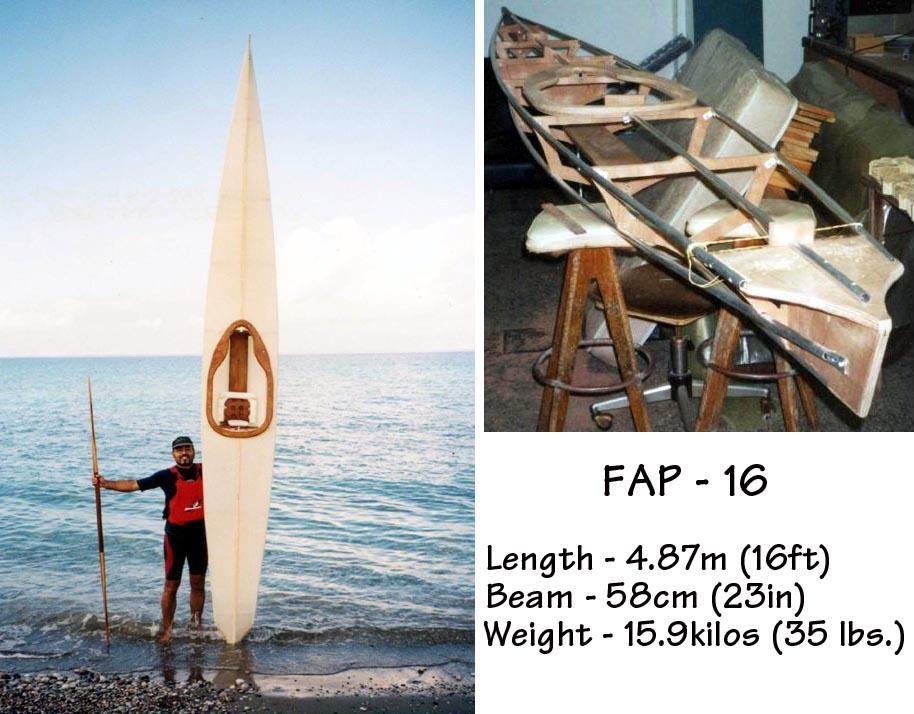 FAP - 16
Length - 4.87m (16ft)
Beam - 58cm (23in)
Weight - 15.9kilos (35 lbs.)